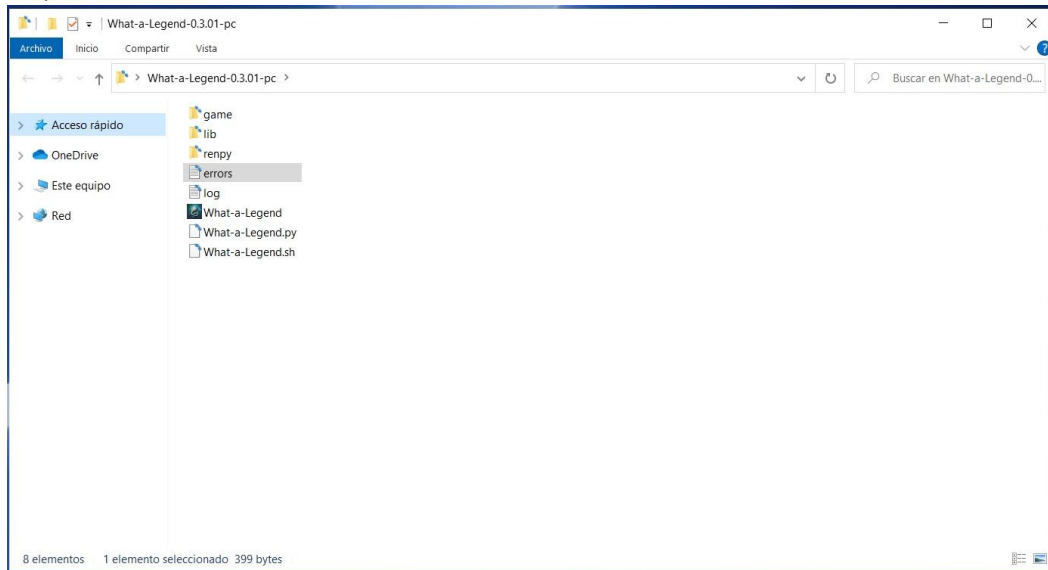 What-a-Legend-0.3.01-pc
Archivo Inicio Compartir Vista
What-a-Legend-0.3.01-pc
Buscar en What-a-Legend-0....
Acceso rápido
OneDrive
Este equipo
Red
game
lib
renpy
errors
log
What-a-Legend
What-a-Legend.py
What-a-Legend.sh
8 elementos 1 elemento seleccionado 399 bytes